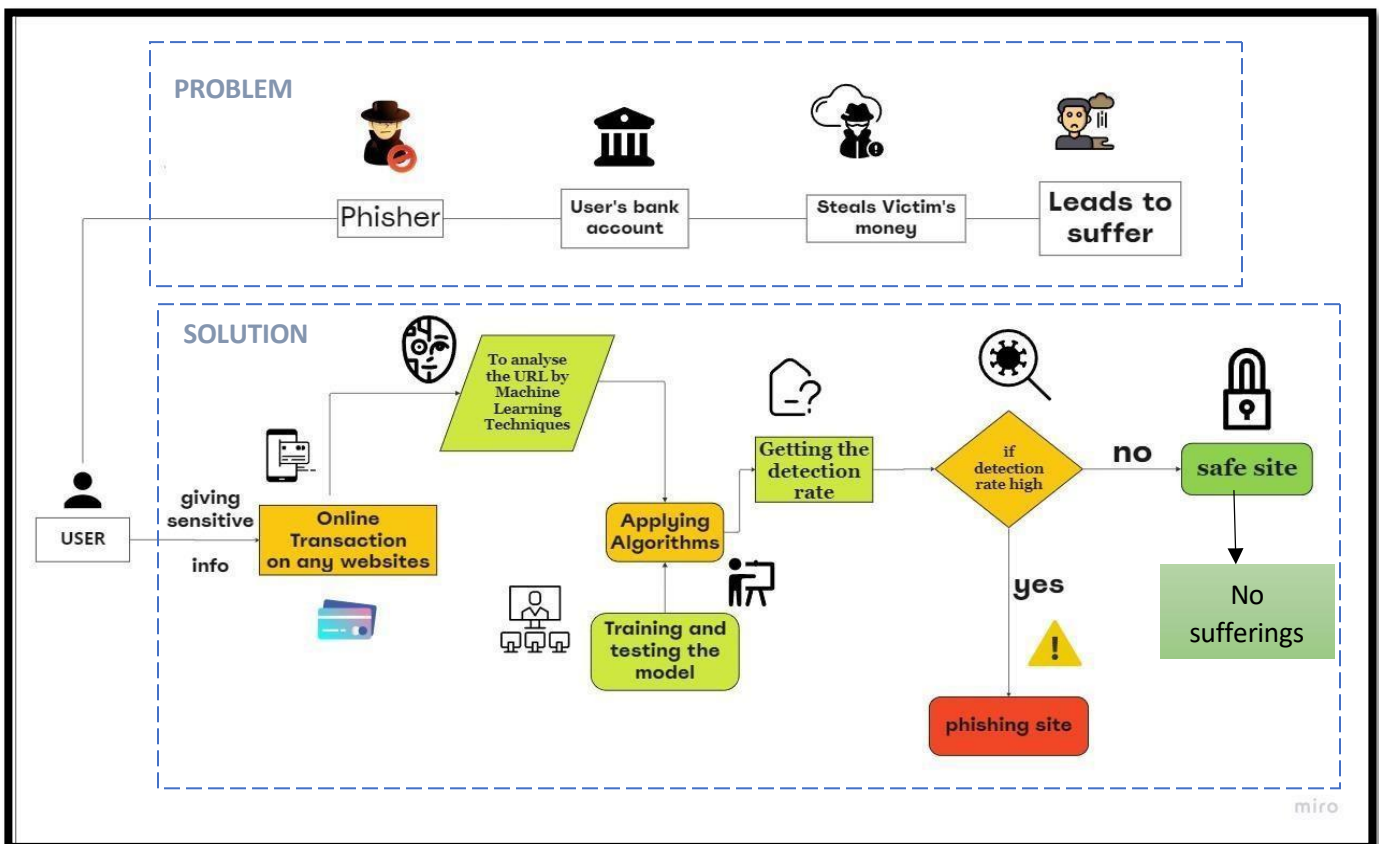 PROBLEM
Phisher
User's bank
account
Steals Victim's
money
Leads to
suffer
SOLUTION
To analyse
the URL by
Machine
Learning
Techniques
USER
giving
sensitive
info
Online
Transaction
on any websites
Applying
Algorithms
Training and
testing the
model
Getting the
detection
rate
if
detection
rate high
no
safe site
No
sufferings
yes
phishing site
miro